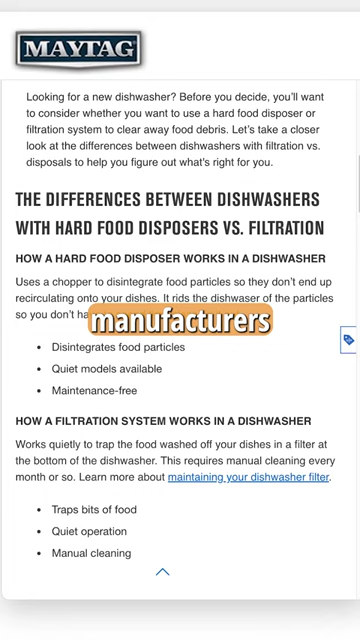 MAYTAG
Looking for a new dishwasher? Before you decide, you'll want
to consider whether you want to use a hard food disposer or
filtration system to clear away food debris. Let's take a closer
look at the differences between dishwashers with filtration vs.
disposals to help you figure out what's right for you.
THE DIFFERENCES BETWEEN DISHWASHERS
WITH HARD FOOD DISPOSERS VS. FILTRATION
HOW A HARD FOOD DISPOSER WORKS IN A DISHWASHER
Uses a chopper to disintegrate food particles so they don't end up
recirculating onto your dishes. It rids the dishwaser of the particles
so you don't
manufacturers
• Disintegrates food particles
• Quiet models available
• Maintenance-free
HOW A FILTRATION SYSTEM WORKS IN A DISHWASHER
Works quietly to trap the food washed off your dishes in a filter at
the bottom of the dishwasher. This requires manual cleaning every
month or so. Learn more about maintaining your dishwasher filter.
• Traps bits of food
• Quiet operation
• Manual cleaning